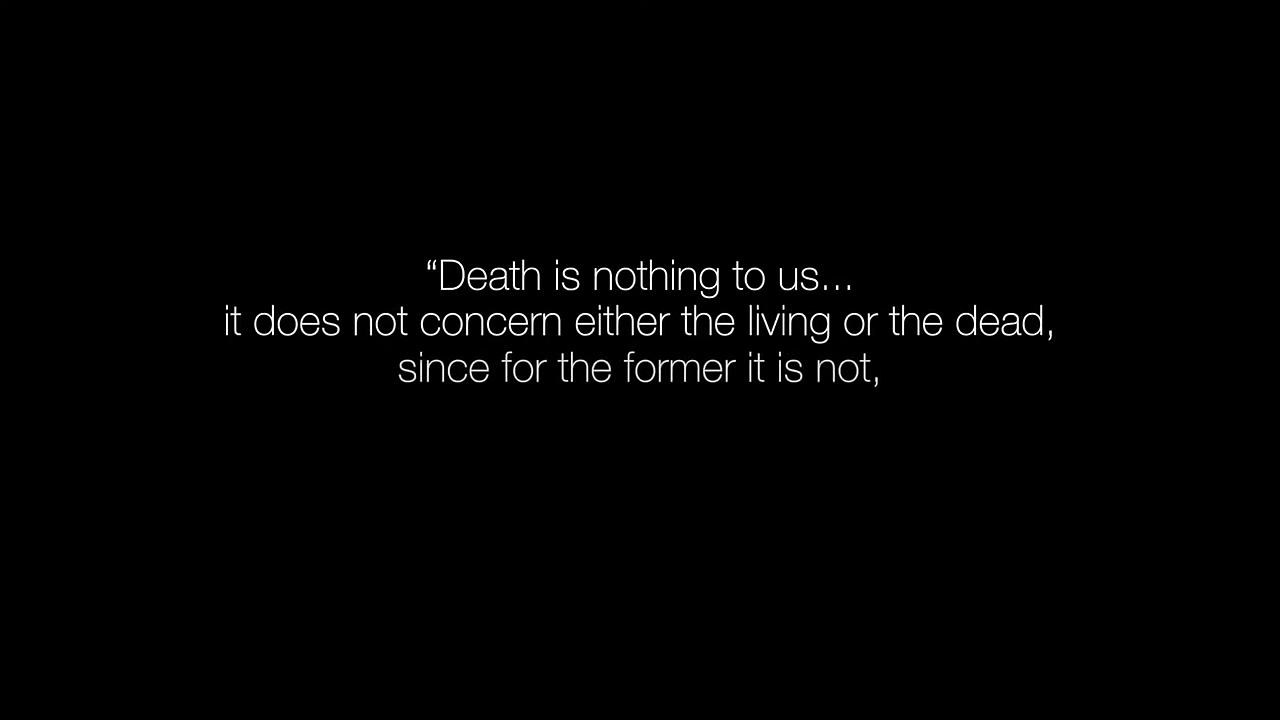 “Death is nothing to us...
it does not concern either the living or the dead,
since for the former it is not,